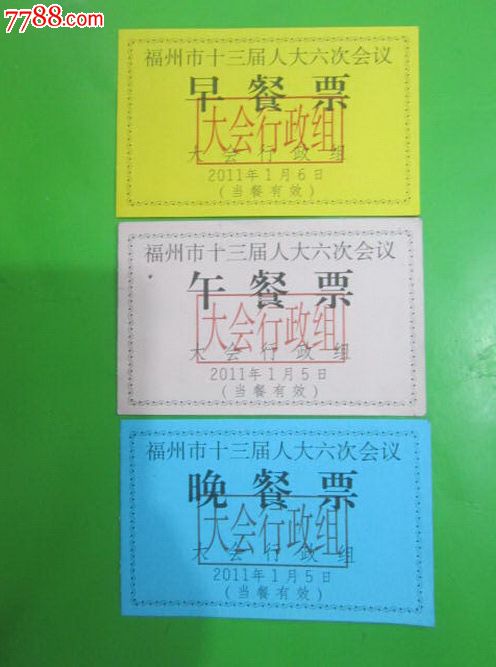 7788.com
福州市十三届人大六次会议
早餐票
大会行政组
大会行政组
2011年1月6日
(当餐有效)
福州市十三届人大六次会议
午餐票
大会行政组
大会行政组
2011年1月5日
(当餐有效)
福州市十三届人大六次会议
晚餐票
大会行政组
大会行政组
2011年1月5日
(当餐有效)